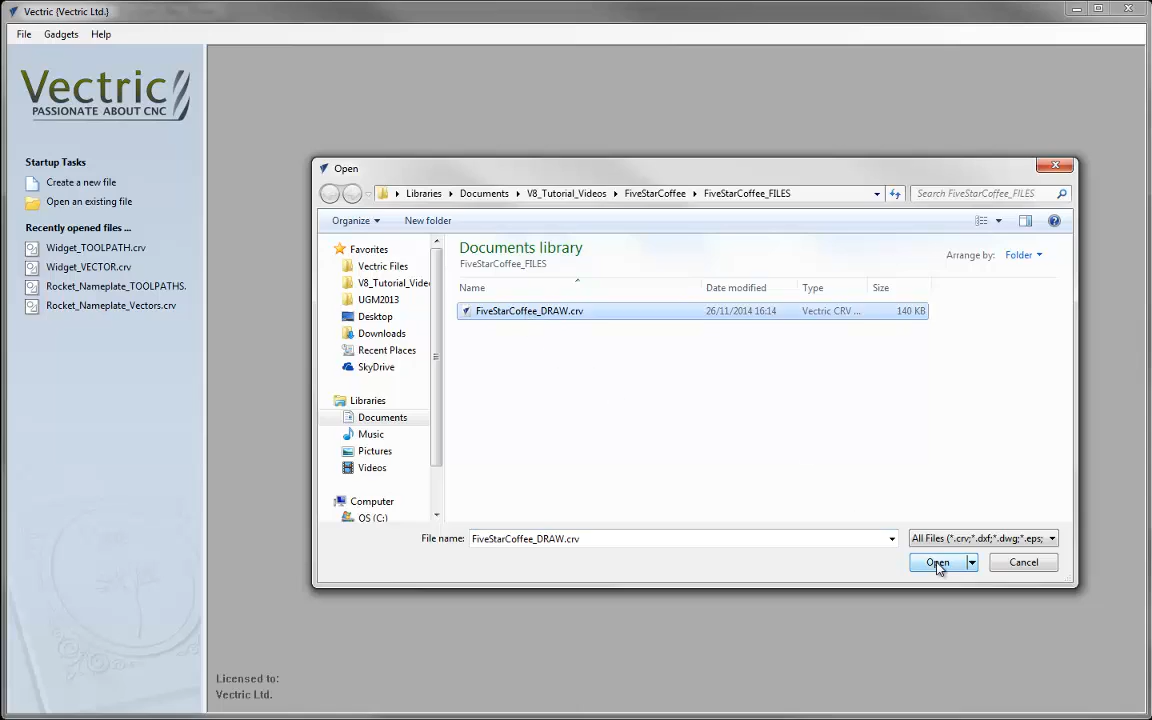 Vectric {Vectric Ltd.}
File Gadgets Help
Vectric
PASSIONATE ABOUT CNC
Startup Tasks
Create a new file
Open an existing file
Recently opened files ...
Widget_TOOLPATH.crv
Widget_VECTOR.crv
Rocket_Nameplate_TOOLPATHS.
Rocket_Nameplate_Vectors.crv
Open
Libraries Documents V8_Tutorial_Videos FiveStarCoffee FiveStarCoffee_FILES
Search FiveStarCoffee_FILES
Organize New folder
Favorites
Vectric Files
V8_Tutorial_Video
UGM2013
Desktop
Downloads
Recent Places
SkyDrive
Libraries
Documents
Music
Pictures
Videos
Computer
OS (C:)
Documents library
FiveStarCoffee_FILES
Arrange by: Folder
Name Date modified Type Size
FiveStarCoffee_DRAW.crv 26/11/2014 16:14 Vectric CRV ... 140 KB
File name: FiveStarCoffee_DRAW.crv
All Files (*.crv;*.dxf;*.dwg;*.eps;
Open Cancel
Licensed to:
Vectric Ltd.